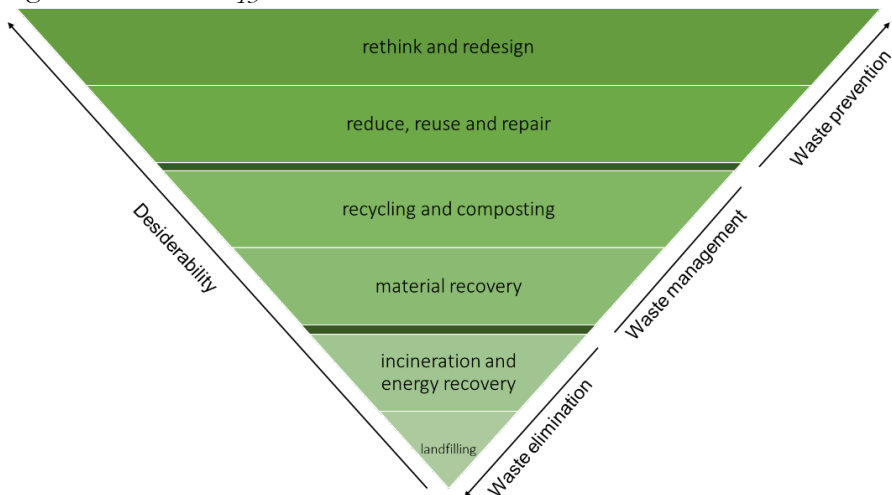 rethink and redesign
reduce, reuse and repair
recycling and composting
material recovery
incineration and
energy recovery
landfilling
Desiderability
Waste prevention
Waste management
Waste elimination